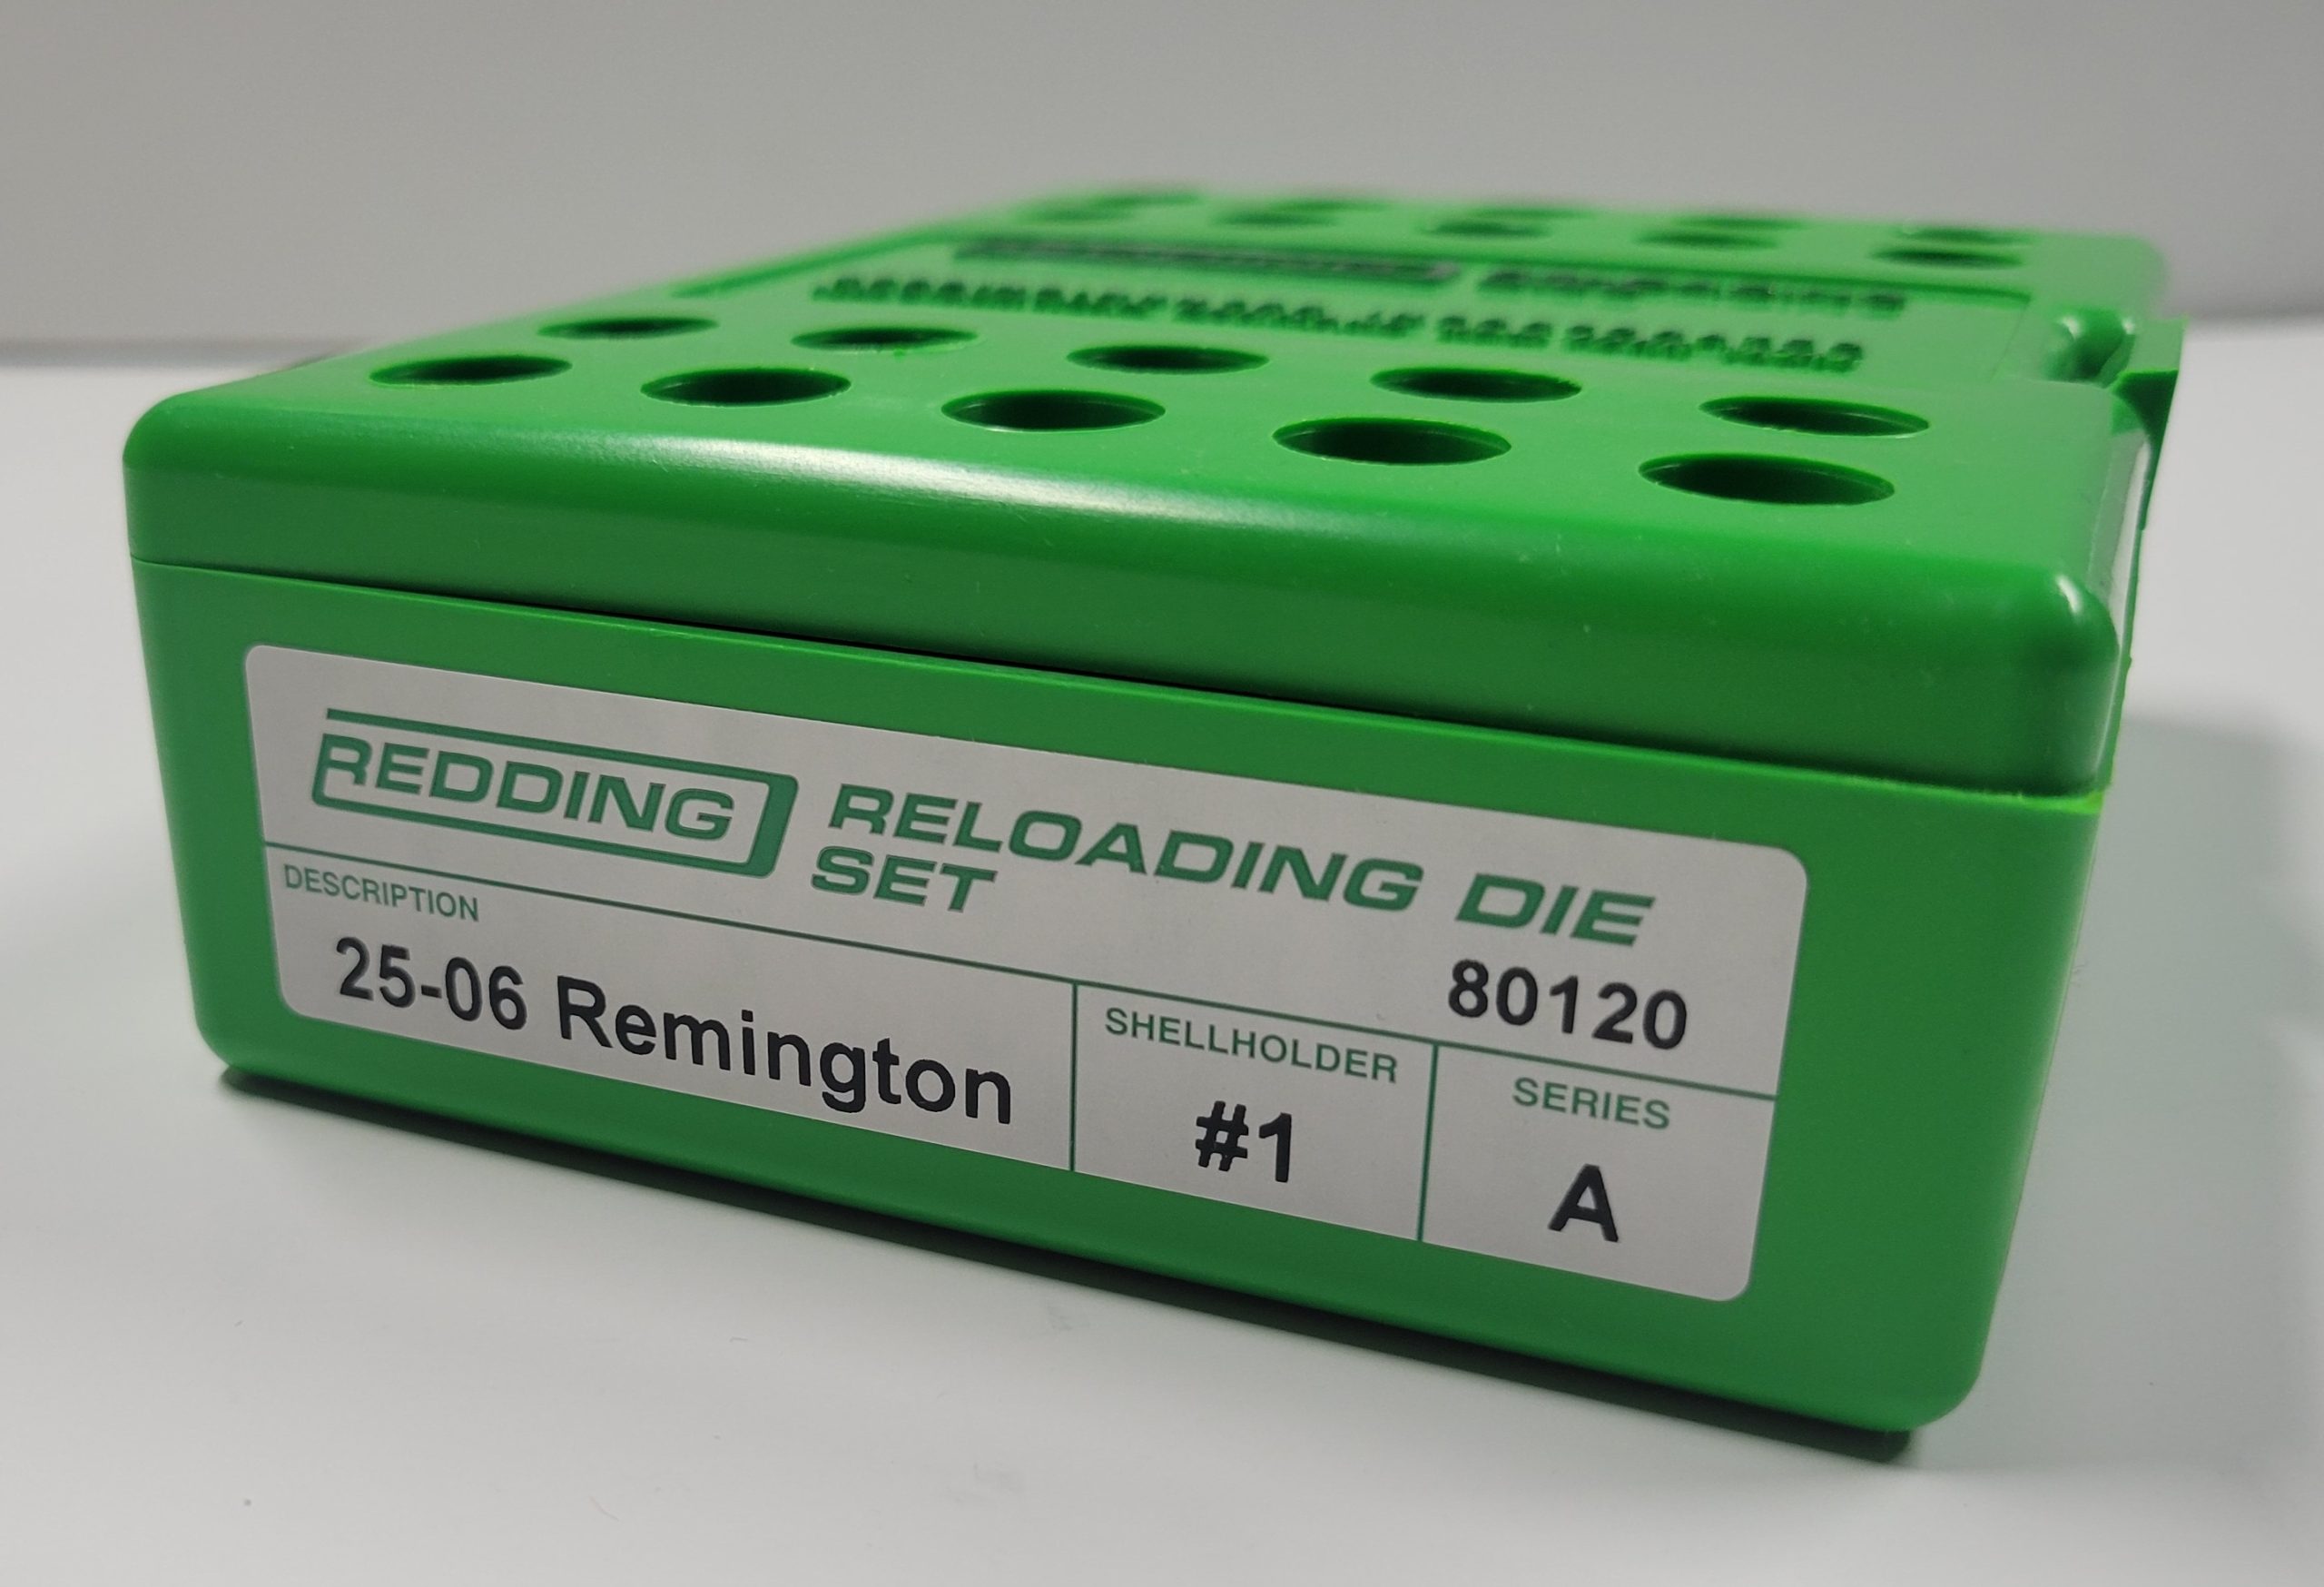 REDDING RELOADING DIE
SET
80120
DESCRIPTION
25-06 Remington
SHELLHOLDER
#1
SERIES
A